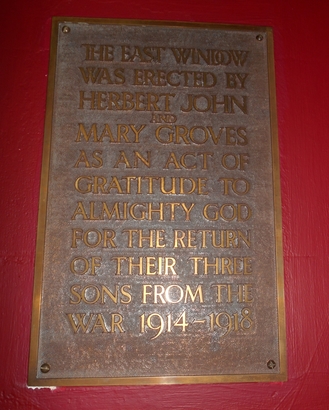 THE EAST WINDOW
WAS ERECTED BY
HERBERT JOHN
AND
MARY GROVES
AS AN ACT OF
GRATITUDE TO
ALMIGHTY GOD
FOR THE RETURN
OF THEIR THREE
SONS FROM THE
WAR 1914-1918